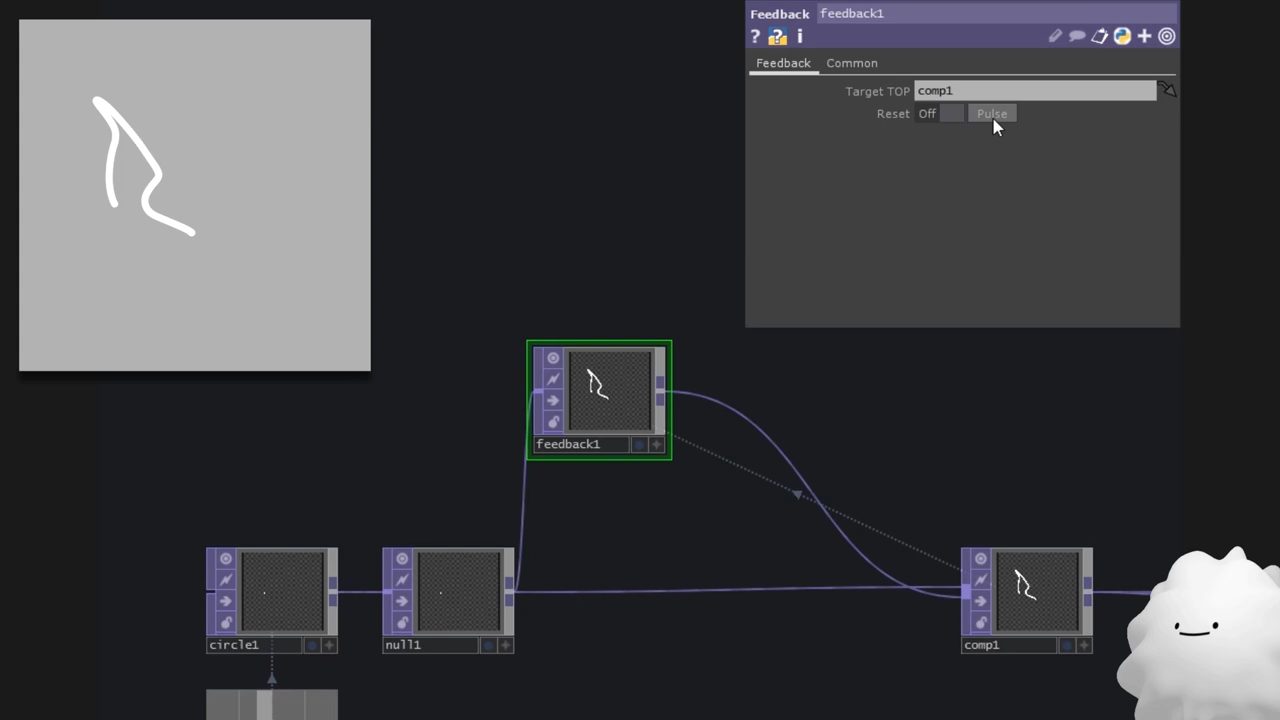 Feedback feedback1
? ? i
Feedback Common
Target TOP comp1
Reset Off Pulse
feedback1
circle1
null1
comp1